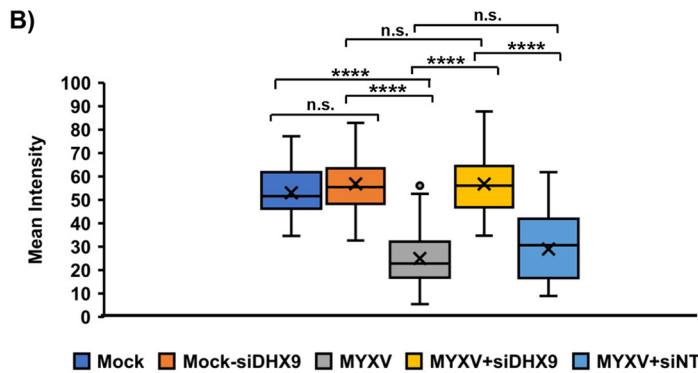 B)
n.s.
n.s.
****
****
****
****
n.s.
Mean Intensity
100
90
80
70
60
50
40
30
20
10
0
Mock Mock-siDHX9 MYXV MYXV+siDHX9 MYXV+siNT